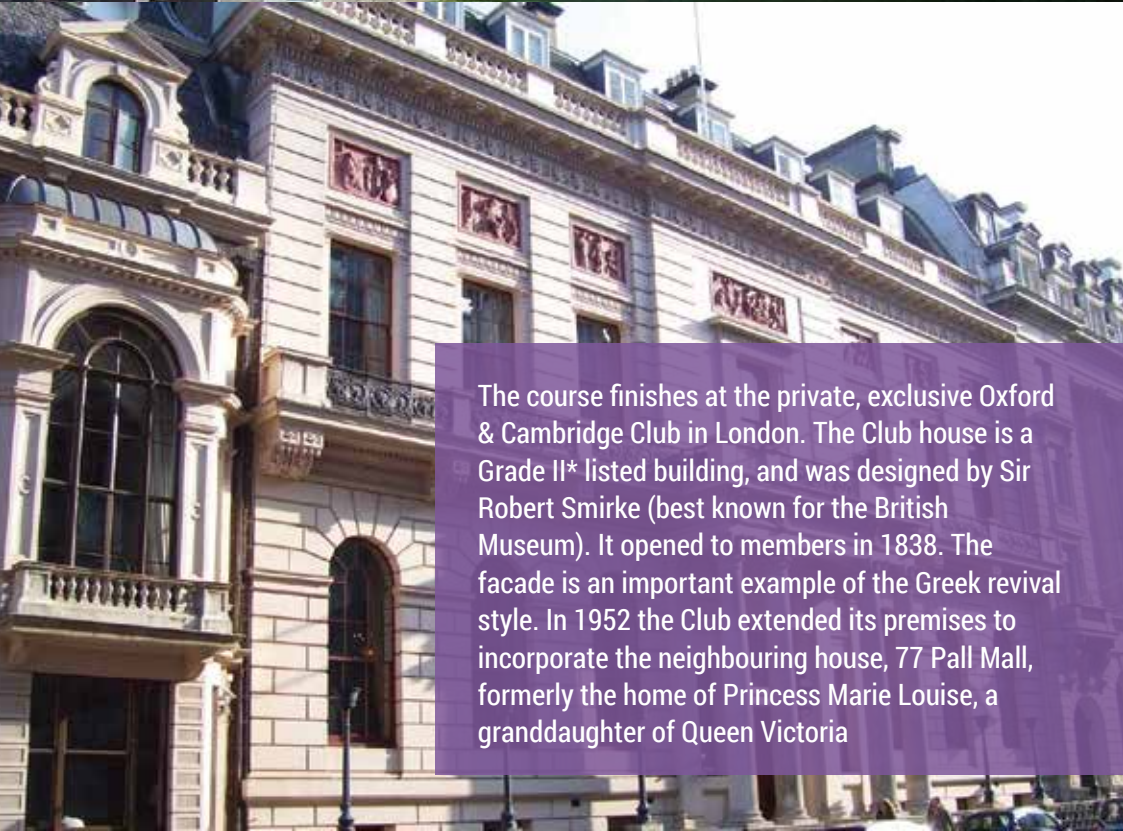 The course finishes at the private, exclusive Oxford
& Cambridge Club in London. The Club house is a
Grade II* listed building, and was designed by Sir
Robert Smirke (best known for the British
Museum). It opened to members in 1838. The
facade is an important example of the Greek revival
style. In 1952 the Club extended its premises to
incorporate the neighbouring house, 77 Pall Mall,
formerly the home of Princess Marie Louise, a
granddaughter of Queen Victoria